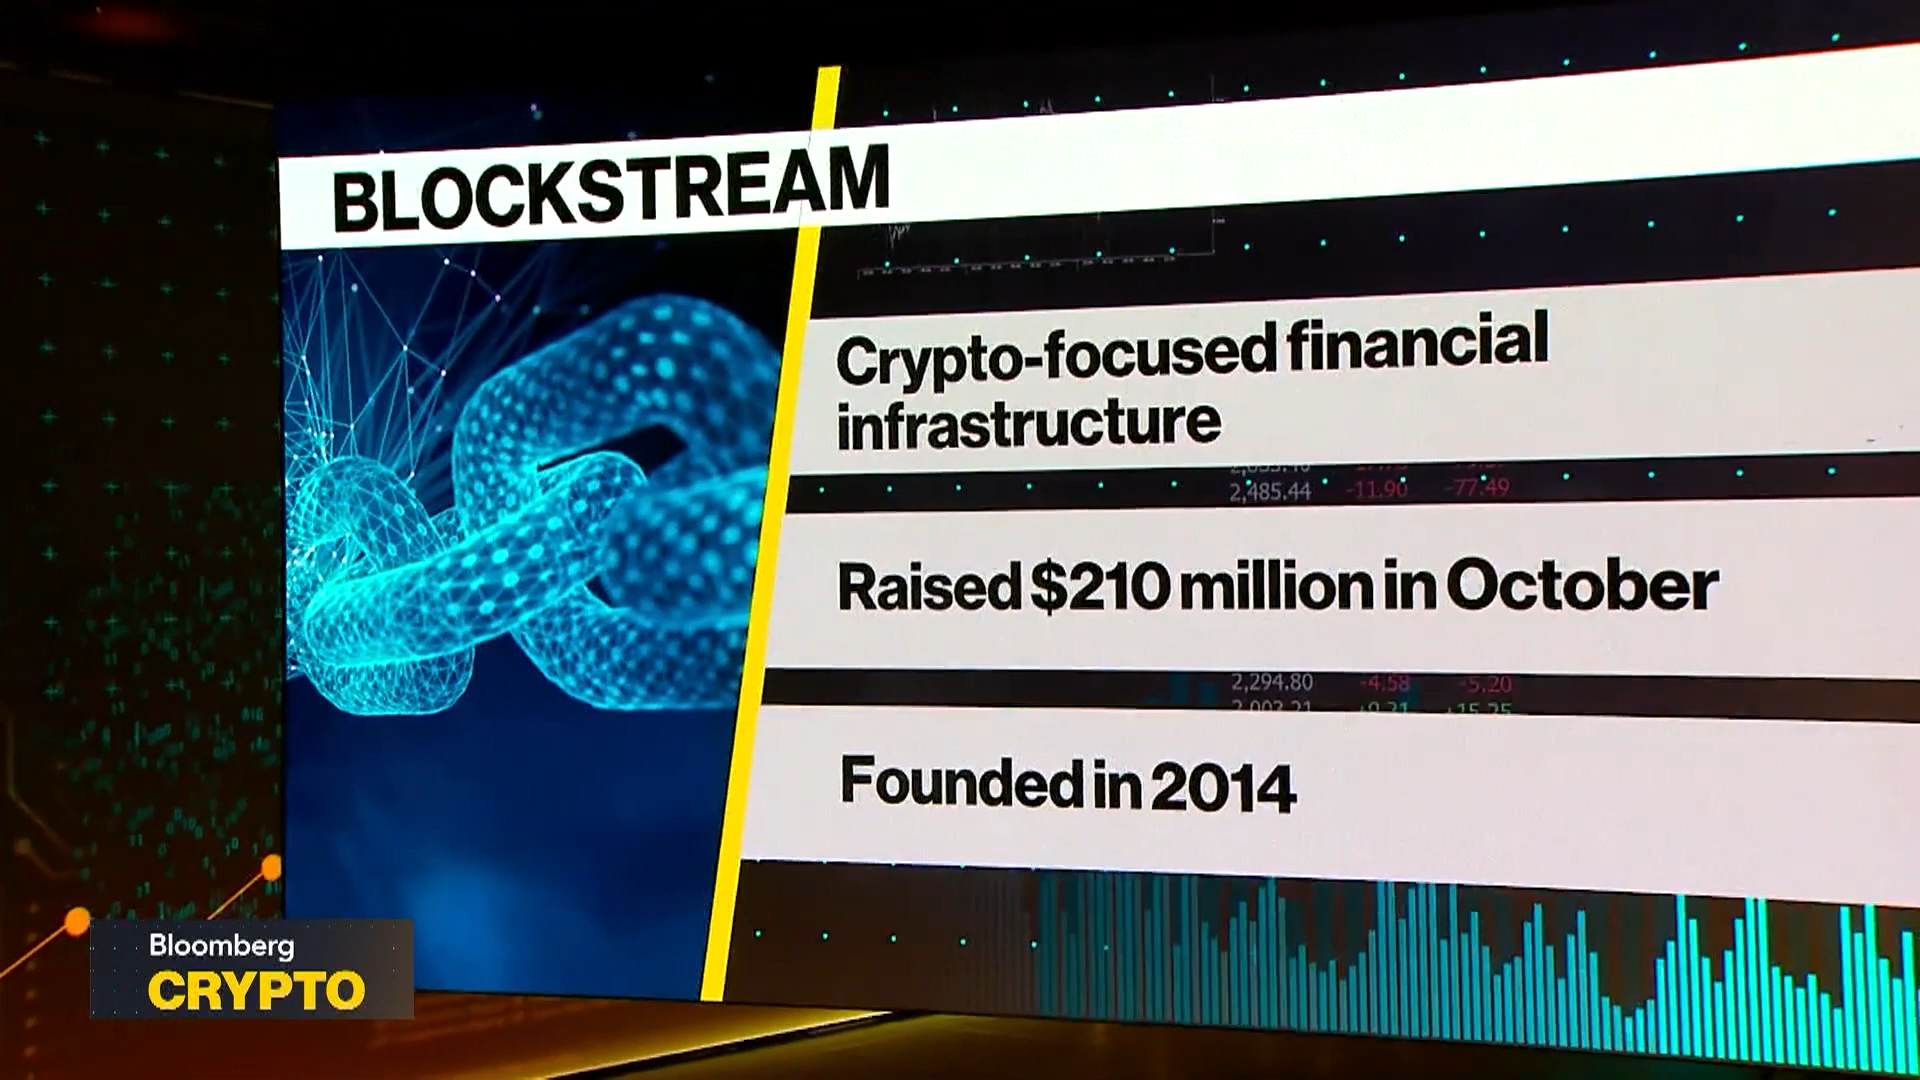 BLOCKSTREAM
Crypto-focused financial
infrastructure
2,485.44 -11.90 -77.49
Raised $210 million in October
2,294.80 -4.58 -5.20
Founded in 2014
Bloomberg
CRYPTO